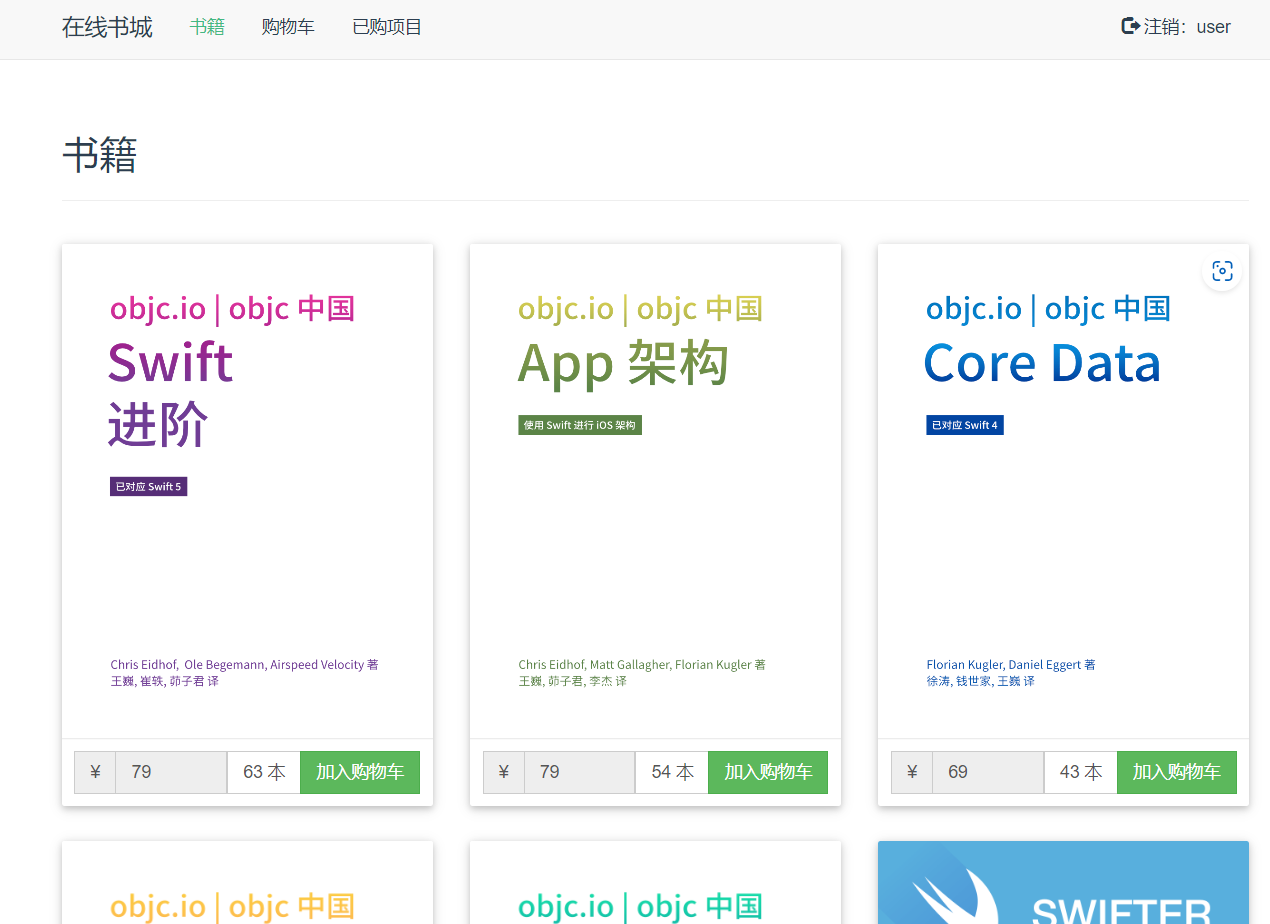 在线书城 书籍 购物车 已购项目 注销：user
书籍
objc.io | objc 中国
Swift
进阶
已对应 Swift 5
Chris Eidhof,  Ole Begemann, Airspeed Velocity 著
王巍, 崔轶, 茆子君 译
¥ 79 63 本 加入购物车
objc.io | objc 中国
App 架构
使用 Swift 进行 iOS 架构
Chris Eidhof, Matt Gallagher, Florian Kugler 著
王巍, 茆子君, 李杰 译
¥ 79 54 本 加入购物车
objc.io | objc 中国
Core Data
已对应 Swift 4
Florian Kugler, Daniel Eggert 著
徐涛, 钱世家, 王巍 译
¥ 69 43 本 加入购物车
objc.io | objc 中国
objc.io | objc 中国
SWIFTER